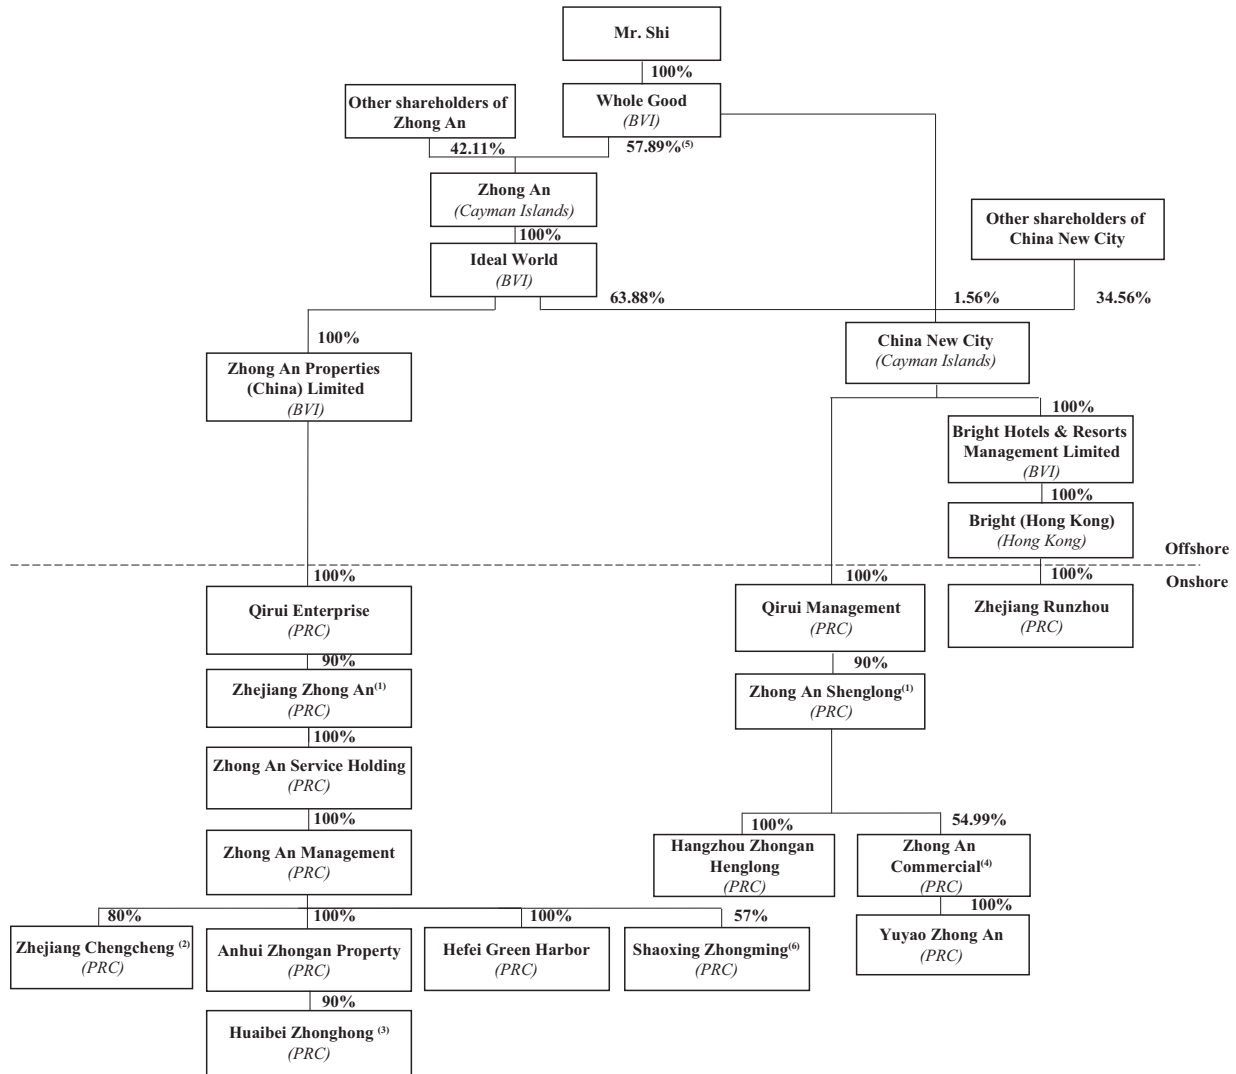 Mr. Shi
100%
Other shareholders of
Zhong An
Whole Good
(BVI)
42.11%
57.89%(5)
Zhong An
(Cayman Islands)
100%
Ideal World
(BVI)
Other shareholders of
China New City
63.88%
1.56%
34.56%
100%
Zhong An Properties
(China) Limited
(BVI)
China New City
(Cayman Islands)
100%
Bright Hotels & Resorts
Management Limited
(BVI)
100%
Bright (Hong Kong)
(Hong Kong)
Offshore
Onshore
100%
100%
100%
Qirui Enterprise
(PRC)
Qirui Management
(PRC)
Zhejiang Runzhou
(PRC)
90%
90%
Zhejiang Zhong An(1)
(PRC)
Zhong An Shenglong(1)
(PRC)
100%
Zhong An Service Holding
(PRC)
100%
Zhong An Management
(PRC)
100%
54.99%
Hangzhou Zhongan
Henglong
(PRC)
Zhong An
Commercial(4)
(PRC)
100%
Yuyao Zhong An
(PRC)
80%
100%
100%
57%
Zhejiang Chengcheng (2)
(PRC)
Anhui Zhongan Property
(PRC)
Hefei Green Harbor
(PRC)
Shaoxing Zhongming(6)
(PRC)
90%
Huaibei Zhonghong (3)
(PRC)